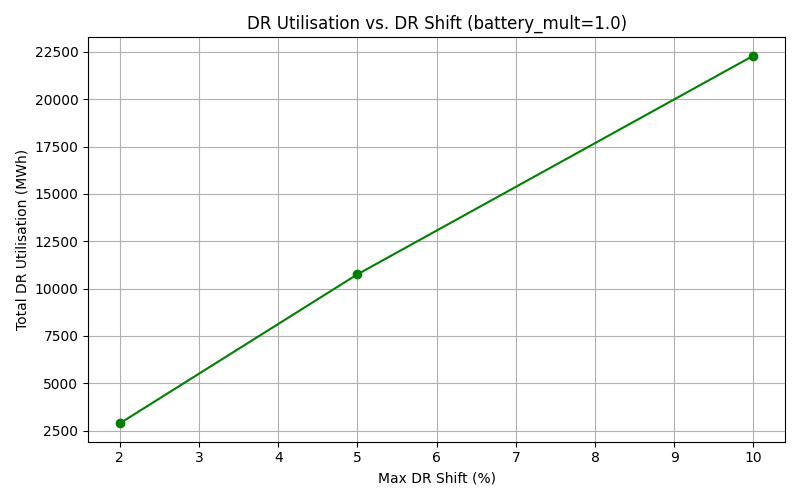 DR Utilisation vs. DR Shift (battery_mult=1.0)
Total DR Utilisation (MWh)
22500
20000
17500
15000
12500
10000
7500
5000
2500
2 3 4 5 6 7 8 9 10
Max DR Shift (%)